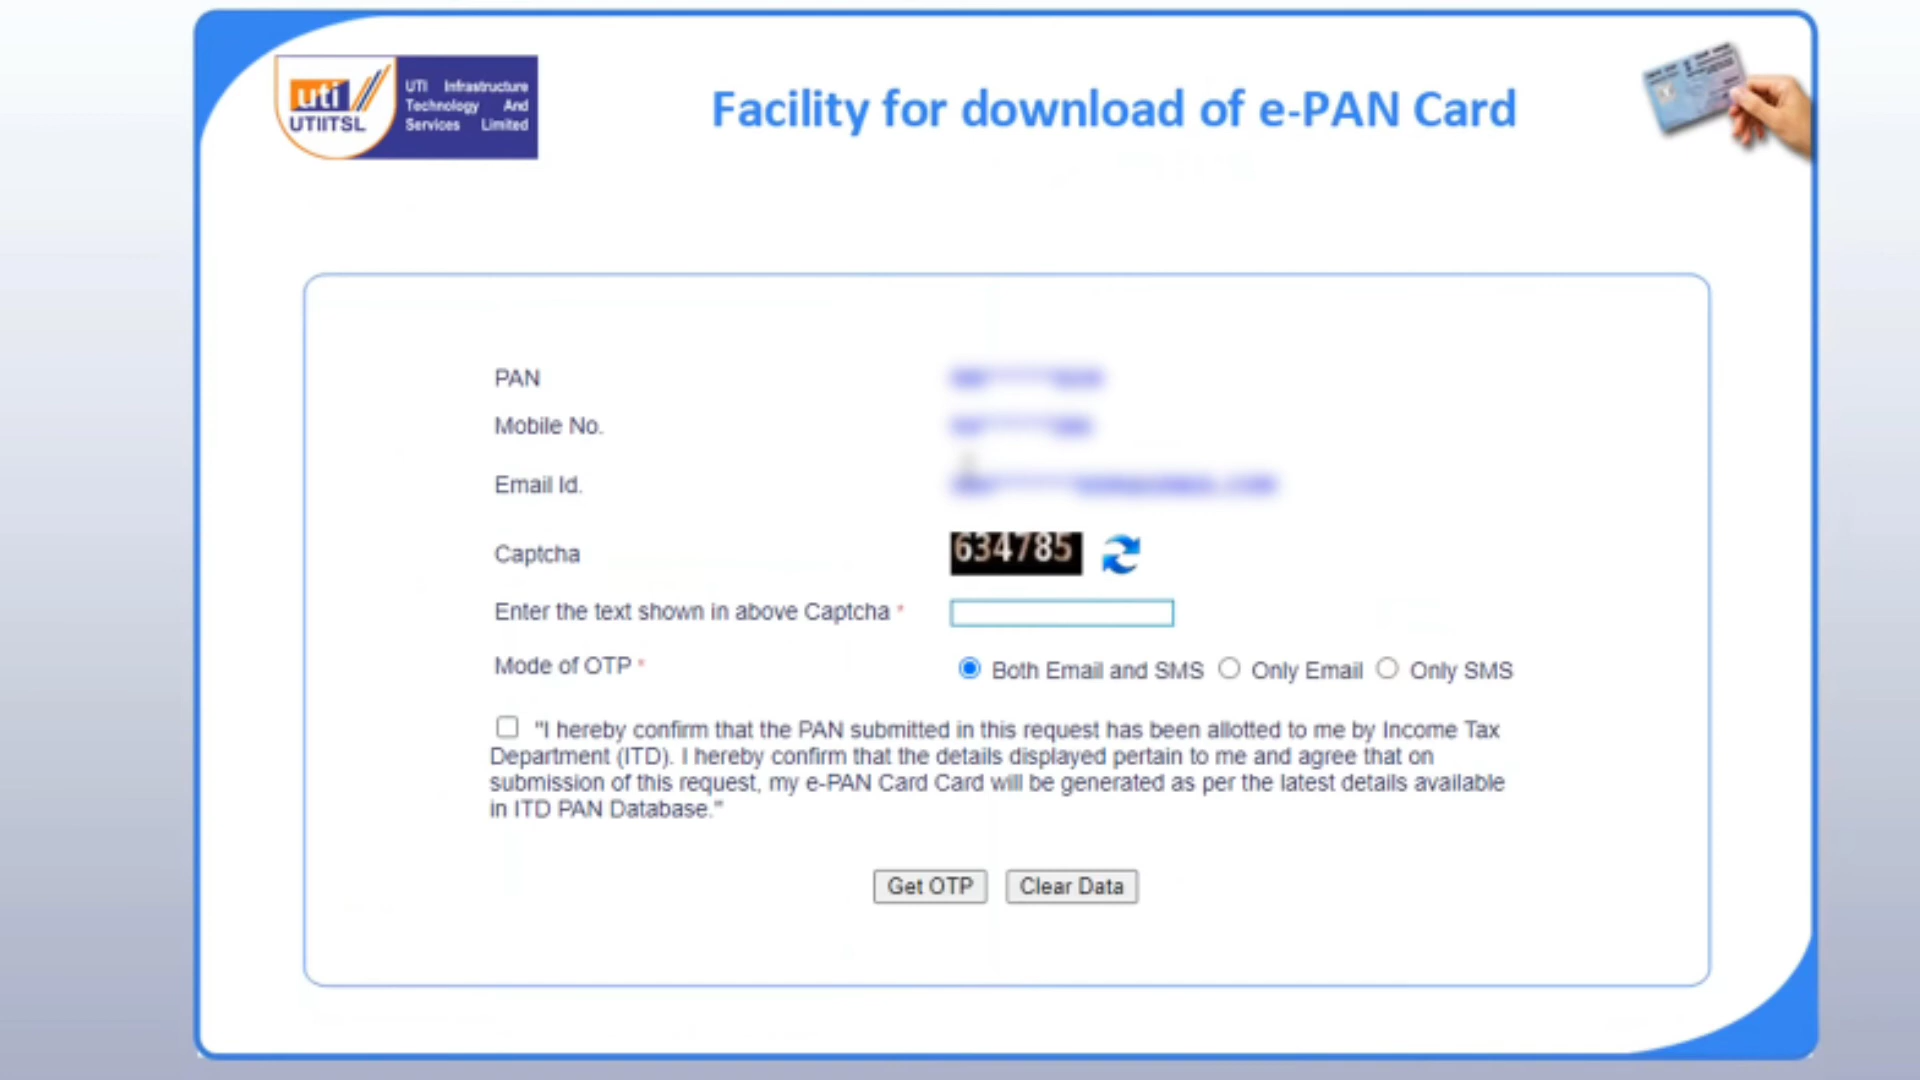 uti
UTIITSL
UTI Infrastructure
Technology And
Services Limited
Facility for download of e-PAN Card
PAN
Mobile No.
Email Id.
Captcha
634785
Enter the text shown in above Captcha *
Mode of OTP *
Both Email and SMS Only Email Only SMS
"I hereby confirm that the PAN submitted in this request has been allotted to me by Income Tax
Department (ITD). I hereby confirm that the details displayed pertain to me and agree that on
submission of this request, my e-PAN Card Card will be generated as per the latest details available
in ITD PAN Database."
Get OTP
Clear Data